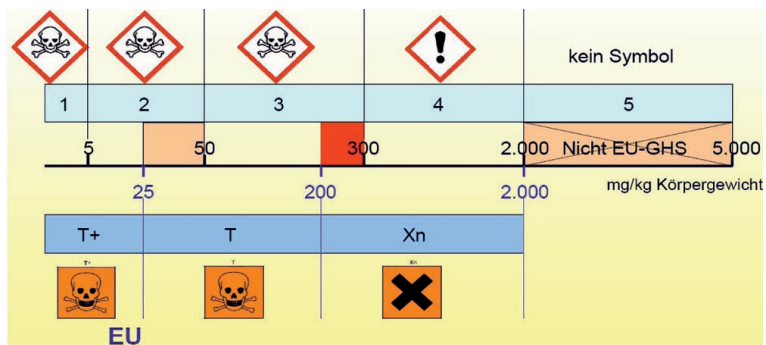 kein Symbol
1 2 3 4 5
5 50 300 2.000 Nicht EU-GHS 5.000
25 200 2.000 mg/kg Körpergewicht
T+ T Xn
T+ T Xn
EU